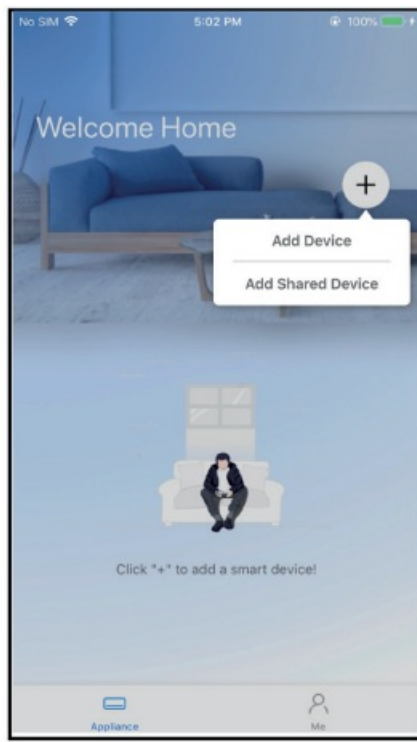 No SIM 5:02 PM 100%
Welcome Home
+
Add Device
Add Shared Device
Click "+" to add a smart device!
Appliance Me